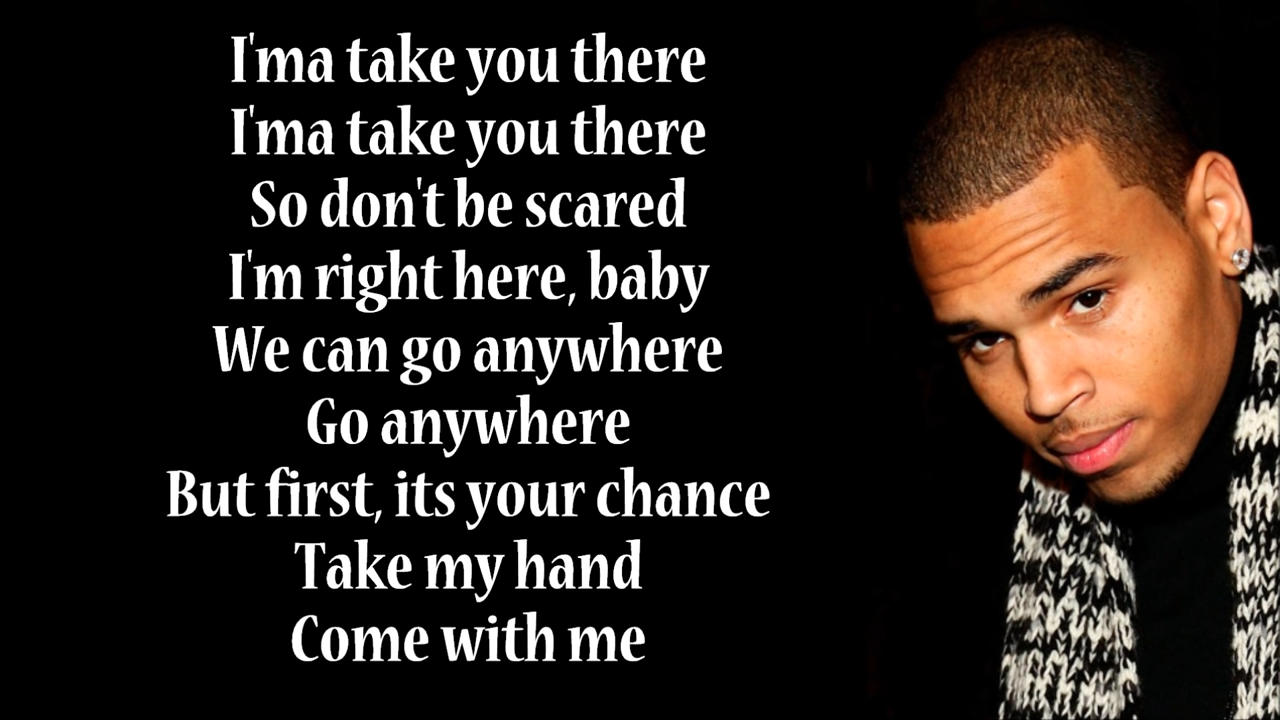 I'ma take you there
I'ma take you there
So don't be scared
I'm right here, baby
We can go anywhere
Go anywhere
But first, its your chance
Take my hand
Come with me